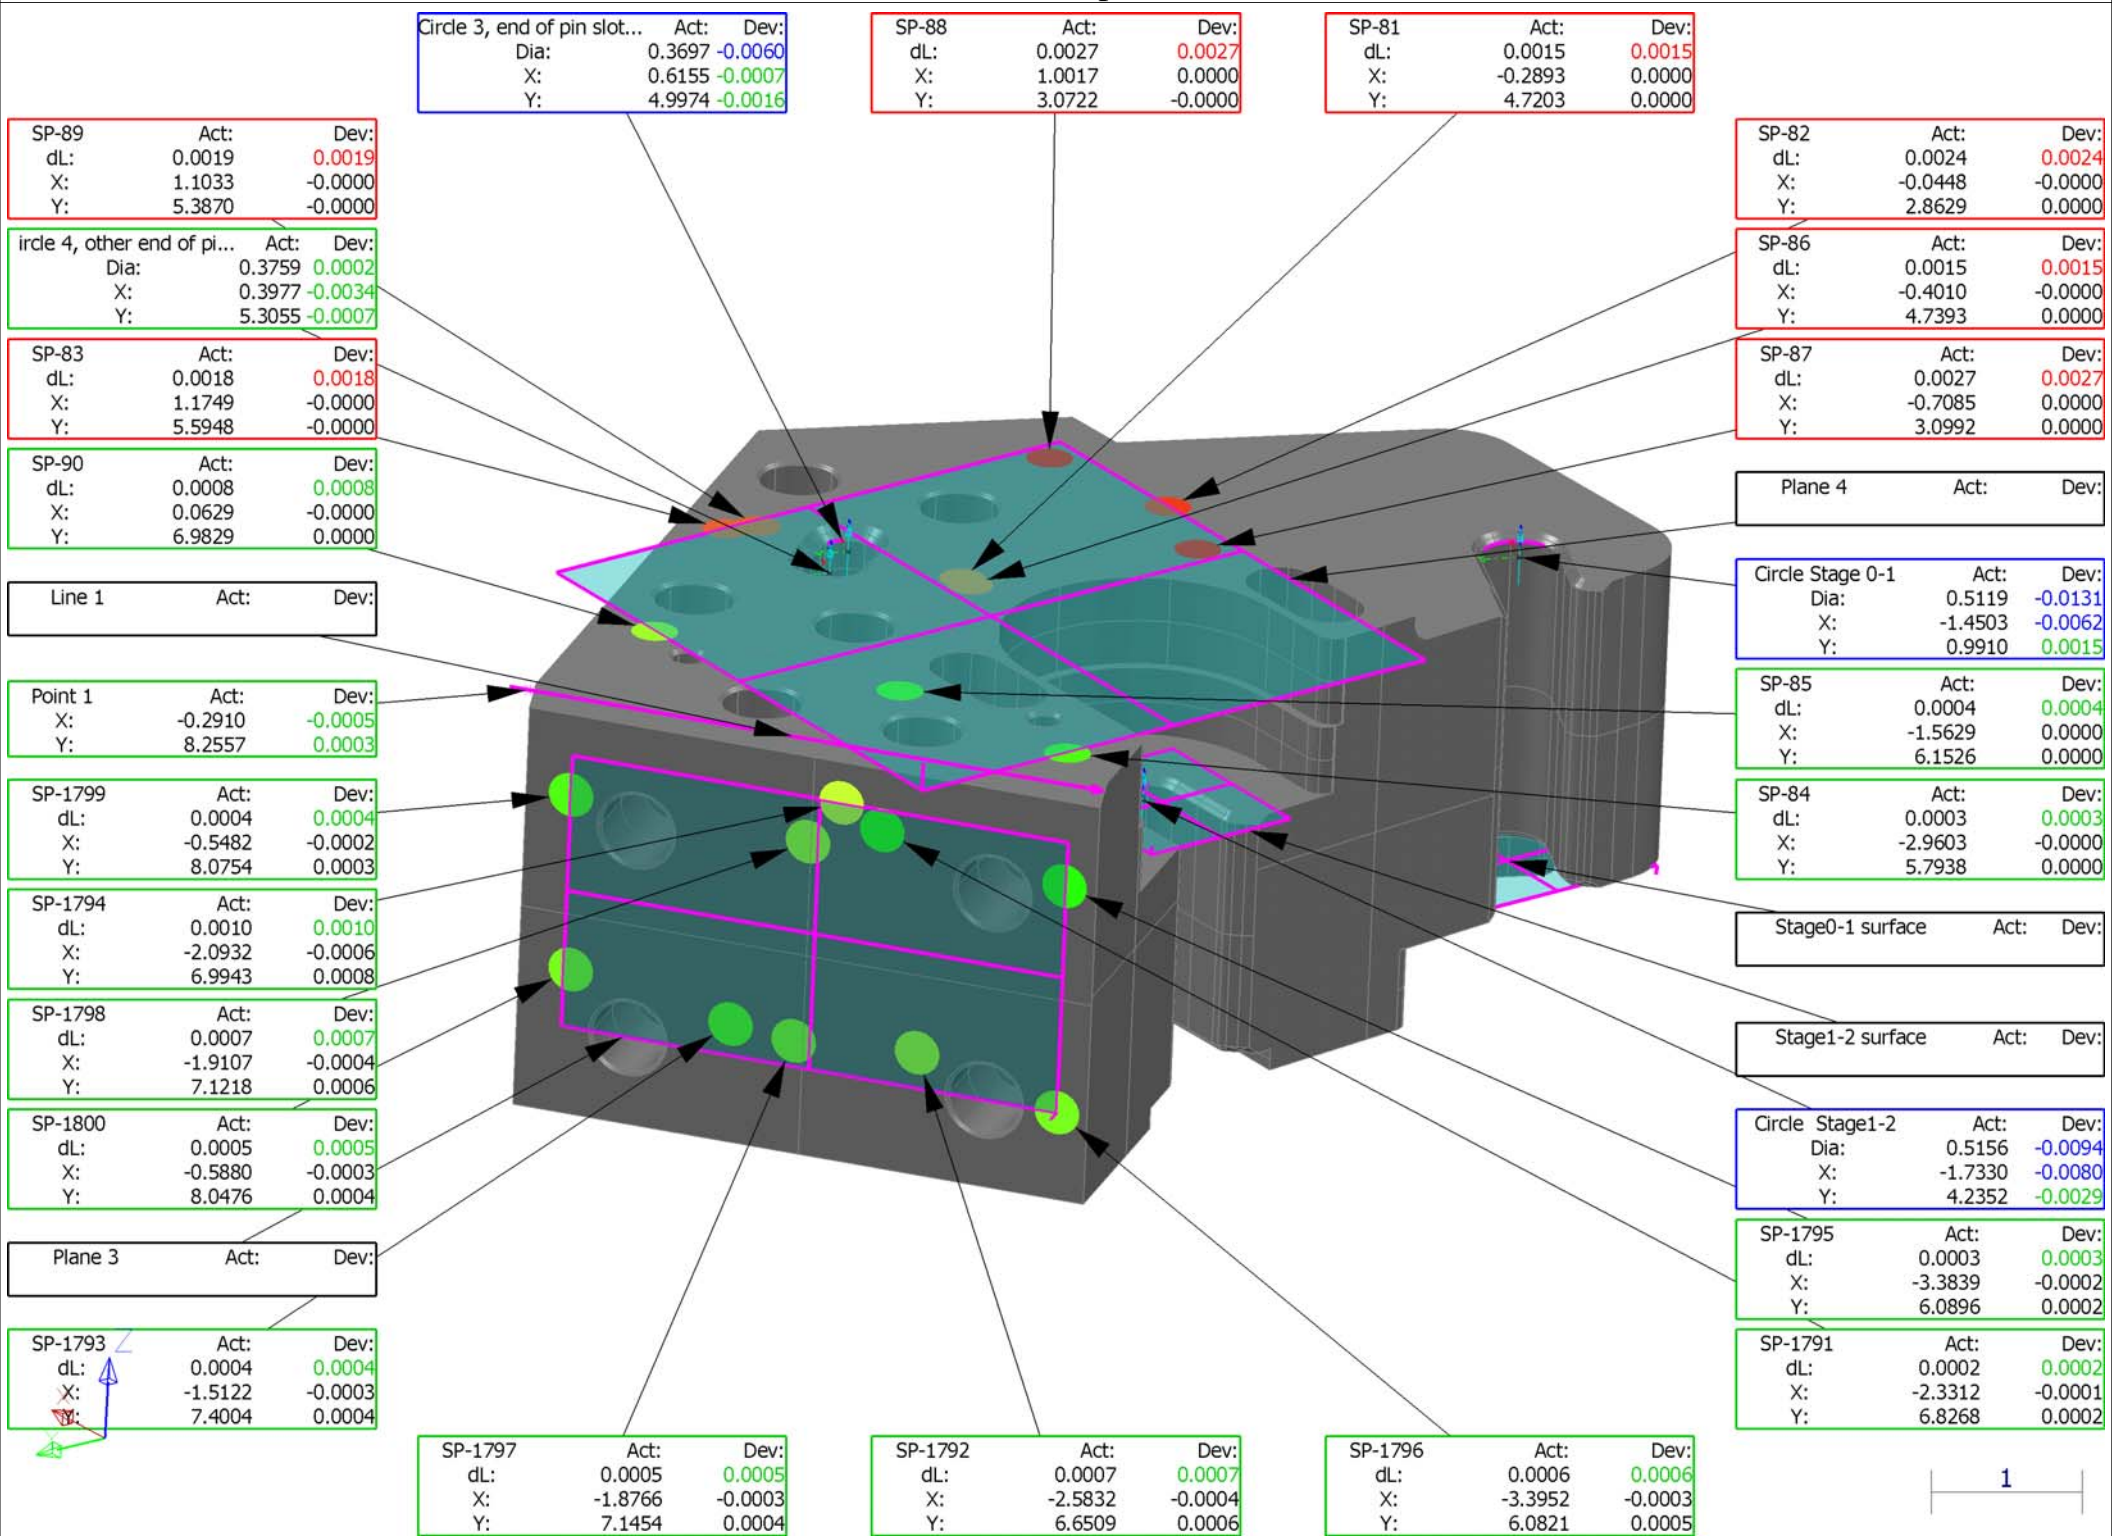 Circle 3, end of pin slot... Act: Dev:
Dia: 0.3697 -0.0060
X: 0.6155 -0.0007
Y: 4.9974 -0.0016
SP-88 Act: Dev:
dL: 0.0027 0.0027
X: 1.0017 0.0000
Y: 3.0722 -0.0000
SP-81 Act: Dev:
dL: 0.0015 0.0015
X: -0.2893 0.0000
Y: 4.7203 0.0000
SP-89 Act: Dev:
dL: 0.0019 0.0019
X: 1.1033 -0.0000
Y: 5.3870 -0.0000
ircle 4, other end of pi... Act: Dev:
Dia: 0.3759 0.0002
X: 0.3977 -0.0034
Y: 5.3055 -0.0007
SP-83 Act: Dev:
dL: 0.0018 0.0018
X: 1.1749 -0.0000
Y: 5.5948 -0.0000
SP-90 Act: Dev:
dL: 0.0008 0.0008
X: 0.0629 -0.0000
Y: 6.9829 0.0000
Line 1 Act: Dev:
Point 1 Act: Dev:
X: -0.2910 -0.0005
Y: 8.2557 0.0003
SP-1799 Act: Dev:
dL: 0.0004 0.0004
X: -0.5482 -0.0002
Y: 8.0754 0.0003
SP-1794 Act: Dev:
dL: 0.0010 0.0010
X: -2.0932 -0.0006
Y: 6.9943 0.0008
SP-1798 Act: Dev:
dL: 0.0007 0.0007
X: -1.9107 -0.0004
Y: 7.1218 0.0006
SP-1800 Act: Dev:
dL: 0.0005 0.0005
X: -0.5880 -0.0003
Y: 8.0476 0.0004
Plane 3 Act: Dev:
SP-1793 Act: Dev:
dL: 0.0004 0.0004
X: -1.5122 -0.0003
Y: 7.4004 0.0004
Z
SP-82 Act: Dev:
dL: 0.0024 0.0024
X: -0.0448 -0.0000
Y: 2.8629 0.0000
SP-86 Act: Dev:
dL: 0.0015 0.0015
X: -0.4010 -0.0000
Y: 4.7393 0.0000
SP-87 Act: Dev:
dL: 0.0027 0.0027
X: -0.7085 0.0000
Y: 3.0992 0.0000
Plane 4 Act: Dev:
Circle Stage 0-1 Act: Dev:
Dia: 0.5119 -0.0131
X: -1.4503 -0.0062
Y: 0.9910 0.0015
SP-85 Act: Dev:
dL: 0.0004 0.0004
X: -1.5629 0.0000
Y: 6.1526 0.0000
SP-84 Act: Dev:
dL: 0.0003 0.0003
X: -2.9603 -0.0000
Y: 5.7938 0.0000
Stage0-1 surface Act: Dev:
Stage1-2 surface Act: Dev:
Circle Stage1-2 Act: Dev:
Dia: 0.5156 -0.0094
X: -1.7330 -0.0080
Y: 4.2352 -0.0029
SP-1795 Act: Dev:
dL: 0.0003 0.0003
X: -3.3839 -0.0002
Y: 6.0896 0.0002
SP-1791 Act: Dev:
dL: 0.0002 0.0002
X: -2.3312 -0.0001
Y: 6.8268 0.0002
SP-1797 Act: Dev:
dL: 0.0005 0.0005
X: -1.8766 -0.0003
Y: 7.1454 0.0004
SP-1792 Act: Dev:
dL: 0.0007 0.0007
X: -2.5832 -0.0004
Y: 6.6509 0.0006
SP-1796 Act: Dev:
dL: 0.0006 0.0006
X: -3.3952 -0.0003
Y: 6.0821 0.0005
1